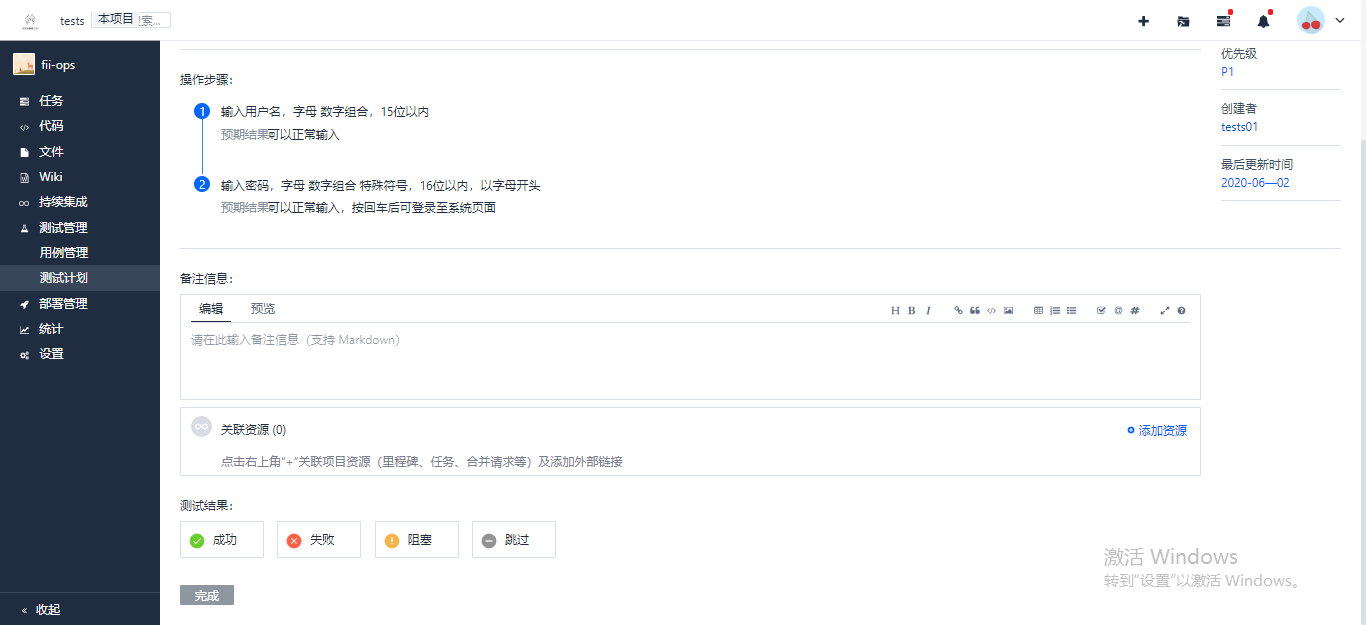 tests 本项目 索...
fii-ops
任务
代码
文件
Wiki
持续集成
测试管理
用例管理
测试计划
部署管理
统计
设置
« 收起
操作步骤：
1 输入用户名，字母 数字组合，15位以内
预期结果可以正常输入
2 输入密码，字母 数字组合 特殊符号，16位以内，以字母开头
预期结果可以正常输入，按回车后可登录至系统页面
优先级
P1
创建者
tests01
最后更新时间
2020-06—02
备注信息：
编辑 预览 H B I
请在此输入备注信息（支持 Markdown）
关联资源 (0) 添加资源
点击右上角“+”关联项目资源（里程碑、任务、合并请求等）及添加外部链接
测试结果：
成功 失败 阻塞 跳过
完成
激活 Windows
转到“设置”以激活 Windows。